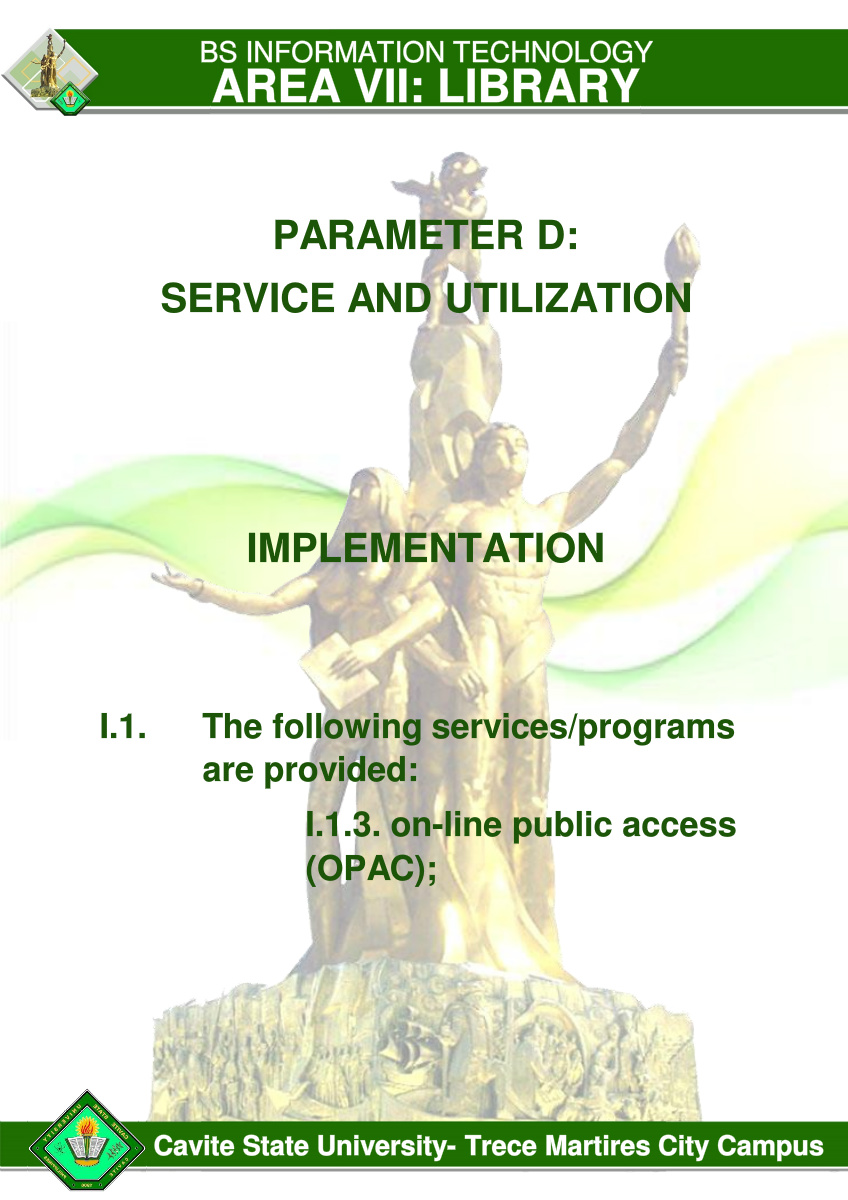 BS INFORMATION TECHNOLOGY
AREA VII: LIBRARY
PARAMETER D:
SERVICE AND UTILIZATION
IMPLEMENTATION
I.1. The following services/programs
are provided:
I.1.3. on-line public access
(OPAC);
Cavite State University- Trece Martires City Campus